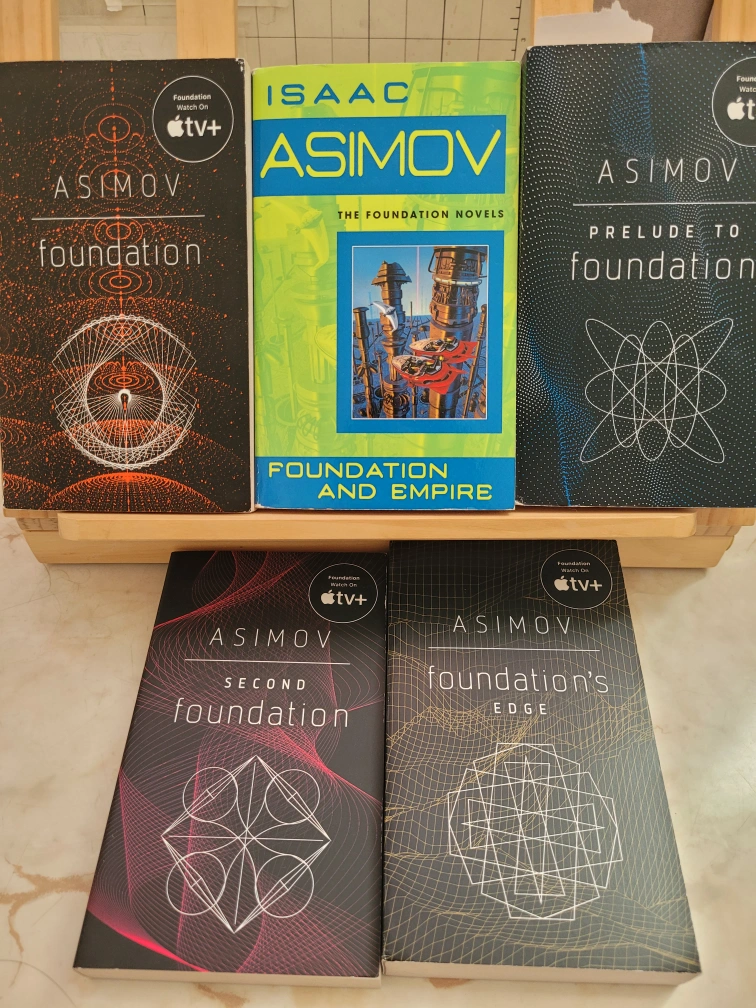 Foundation
Watch On
tv+
ASIMOV
foundation
ISAAC
ASIMOV
THE FOUNDATION NOVELS
FOUNDATION
AND EMPIRE
ASIMOV
PRELUDE TO
foundation
Foundation
Watch On
tv+
ASIMOV
SECOND
foundation
Foundation
Watch On
tv+
ASIMOV
foundation's
EDGE